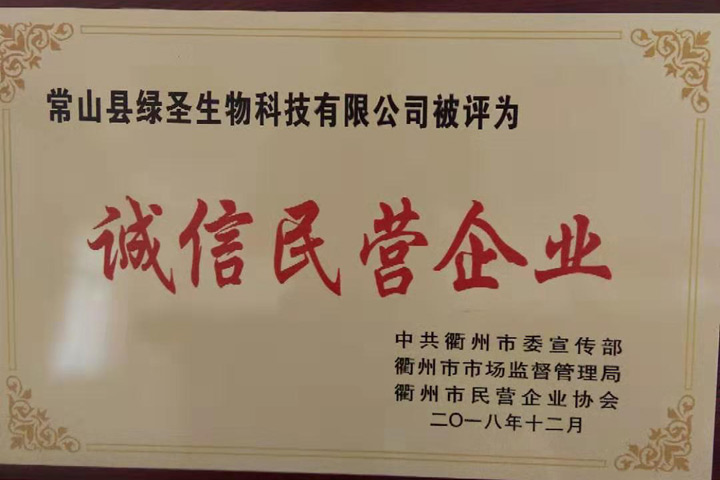 常山县绿圣生物科技有限公司被评为
诚信民营企业
中共衢州市委宣传部
衢州市市场监督管理局
衢州市民营企业协会
二〇一八年十二月